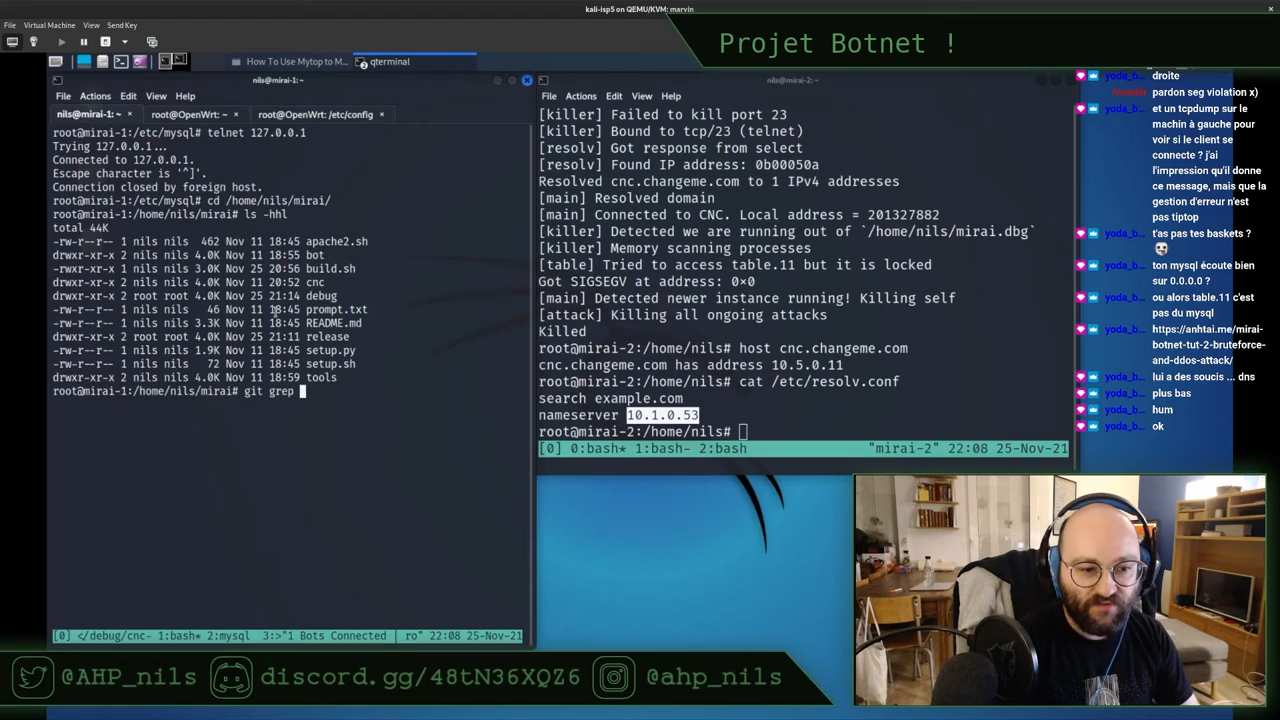 kali-isp5 on QEMU/KVM: marvin
File Virtual Machine View Send Key
Projet Botnet !
How To Use Mytop to M...
qterminal
nils@mirai-1: ~
File Actions Edit View Help
nils@mirai-1: ~
root@OpenWrt: ~
root@OpenWrt: /etc/config
root@mirai-1:/etc/mysql# telnet 127.0.0.1
Trying 127.0.0.1...
Connected to 127.0.0.1.
Escape character is '^]'.
Connection closed by foreign host.
root@mirai-1:/etc/mysql# cd /home/nils/mirai/
root@mirai-1:/home/nils/mirai# ls -hhl
total 44K
-rw-r--r-- 1 nils nils 462 Nov 11 18:45 apache2.sh
drwxr-xr-x 2 nils nils 4.0K Nov 11 18:55 bot
-rwxr-xr-x 1 nils nils 3.0K Nov 25 20:56 build.sh
drwxr-xr-x 2 nils nils 4.0K Nov 11 20:52 cnc
drwxr-xr-x 2 root root 4.0K Nov 25 21:14 debug
-rw-r--r-- 1 nils nils 46 Nov 11 18:45 prompt.txt
-rw-r--r-- 1 nils nils 3.3K Nov 11 18:45 README.md
drwxr-xr-x 2 root root 4.0K Nov 25 21:11 release
-rw-r--r-- 1 nils nils 1.9K Nov 11 18:45 setup.py
-rw-r--r-- 1 nils nils 72 Nov 11 18:45 setup.sh
drwxr-xr-x 2 nils nils 4.0K Nov 11 18:59 tools
root@mirai-1:/home/nils/mirai# git grep
[0] </debug/cnc- 1:bash* 2:mysql 3:>"1 Bots Connected | ro" 22:08 25-Nov-21
nils@mirai-2: ~
File Actions Edit View Help
[killer] Failed to kill port 23
[killer] Bound to tcp/23 (telnet)
[resolv] Got response from select
[resolv] Found IP address: 0b00050a
Resolved cnc.changeme.com to 1 IPv4 addresses
[main] Resolved domain
[main] Connected to CNC. Local address = 201327882
[killer] Detected we are running out of `/home/nils/mirai.dbg`
[killer] Memory scanning processes
[table] Tried to access table.11 but it is locked
Got SIGSEGV at address: 0×0
[main] Detected newer instance running! Killing self
[attack] Killing all ongoing attacks
Killed
root@mirai-2:/home/nils# host cnc.changeme.com
cnc.changeme.com has address 10.5.0.11
root@mirai-2:/home/nils# cat /etc/resolv.conf
search example.com
nameserver 10.1.0.53
root@mirai-2:/home/nils#
[0] 0:bash* 1:bash- 2:bash "mirai-2" 22:08 25-Nov-21
yoda_b... droite
pardon seg violation x)
yoda_b... et un tcpdump sur le
machin à gauche pour
voir si le client se
connecte ? j'ai
l'impression qu'il donne
ce message, mais que la
gestion d'erreur n'est
pas tiptop
yoda_b... t'as pas tes baskets ?
yoda_b... ton mysql écoute bien
sur 0.0.0.0 ?
yoda_b... ou alors table.11 c'est
pas du mysql
yoda_b... https://anhtai.me/mirai-
botnet-tut-2-bruteforce-
and-ddos-attack/
yoda_b... lui a des soucis ... dns
yoda_b... plus bas
yoda_b... hum
yoda_b... ok
@AHP_nils
discord.gg/48tN36XQZ6
@ahp_nils